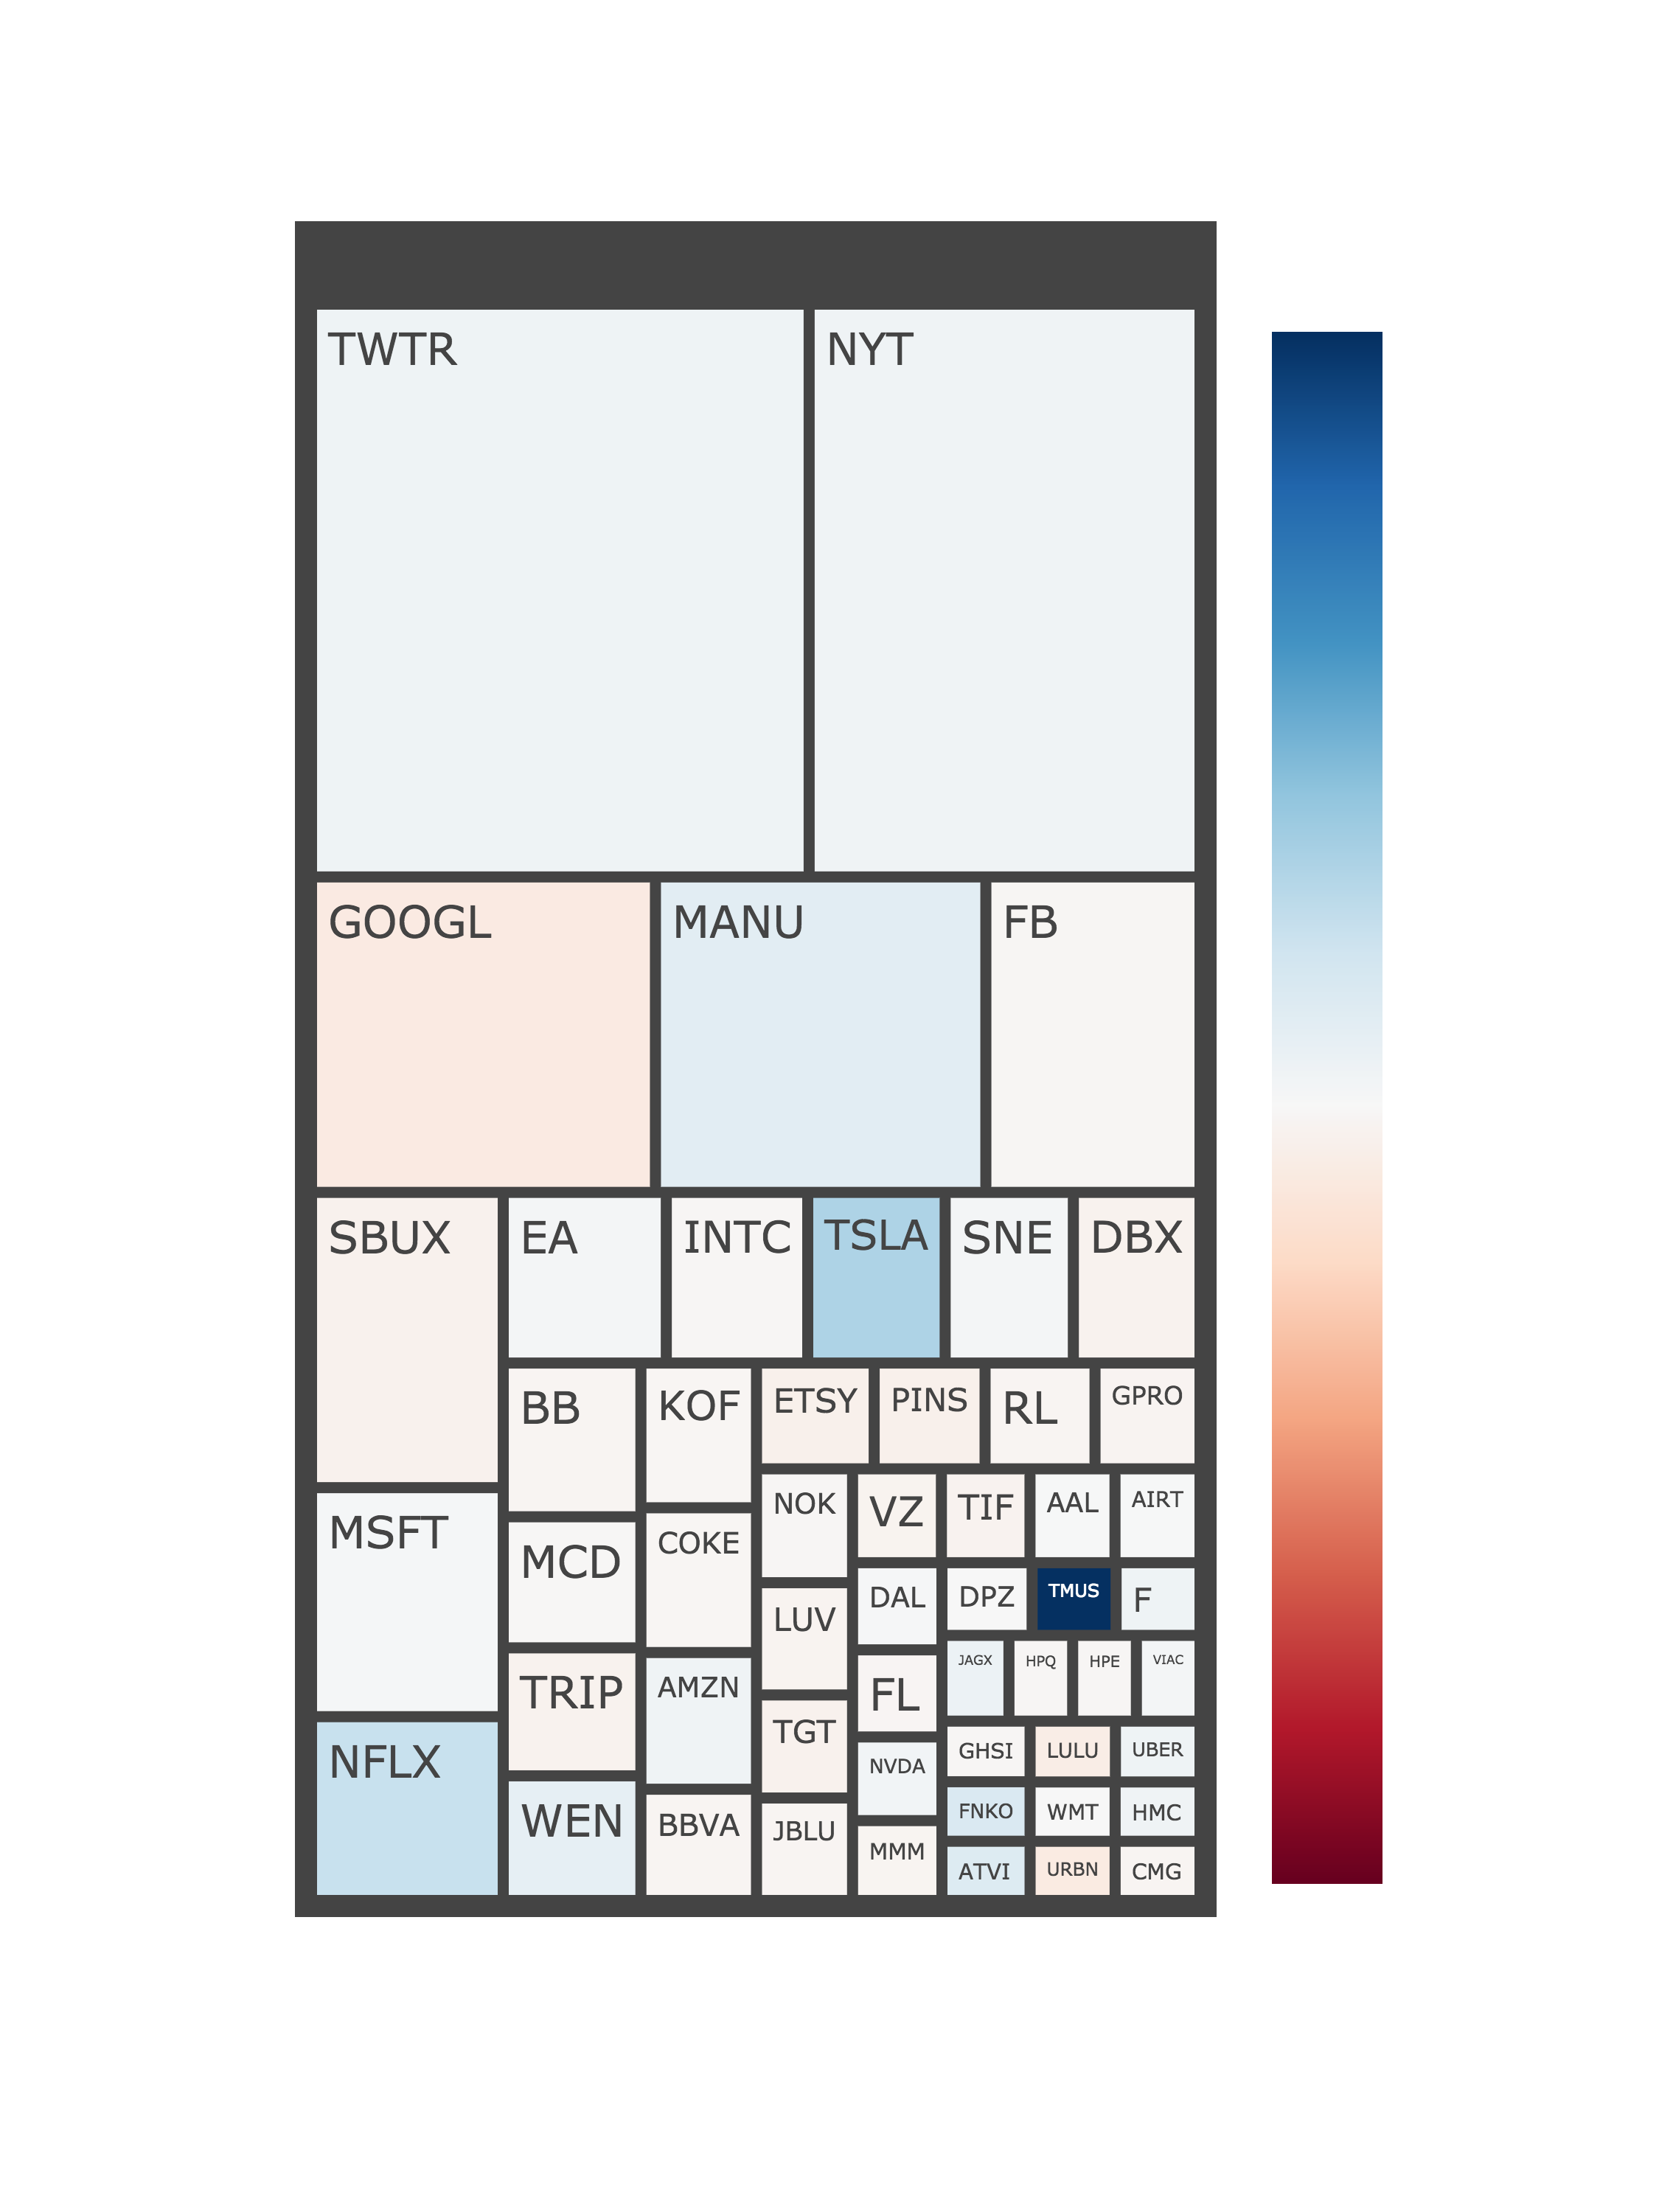 TWTR
NYT
GOOGL
MANU
FB
SBUX
EA
INTC
TSLA
SNE
DBX
BB
KOF
ETSY
PINS
RL
GPRO
NOK
VZ
TIF
AAL
AIRT
MSFT
MCD
COKE
LUV
DAL
DPZ
TMUS
F
TRIP
AMZN
TGT
FL
JAGX
HPQ
HPE
VIAC
NFLX
WEN
BBVA
JBLU
NVDA
MMM
GHSI
LULU
UBER
FNKO
WMT
HMC
ATVI
URBN
CMG